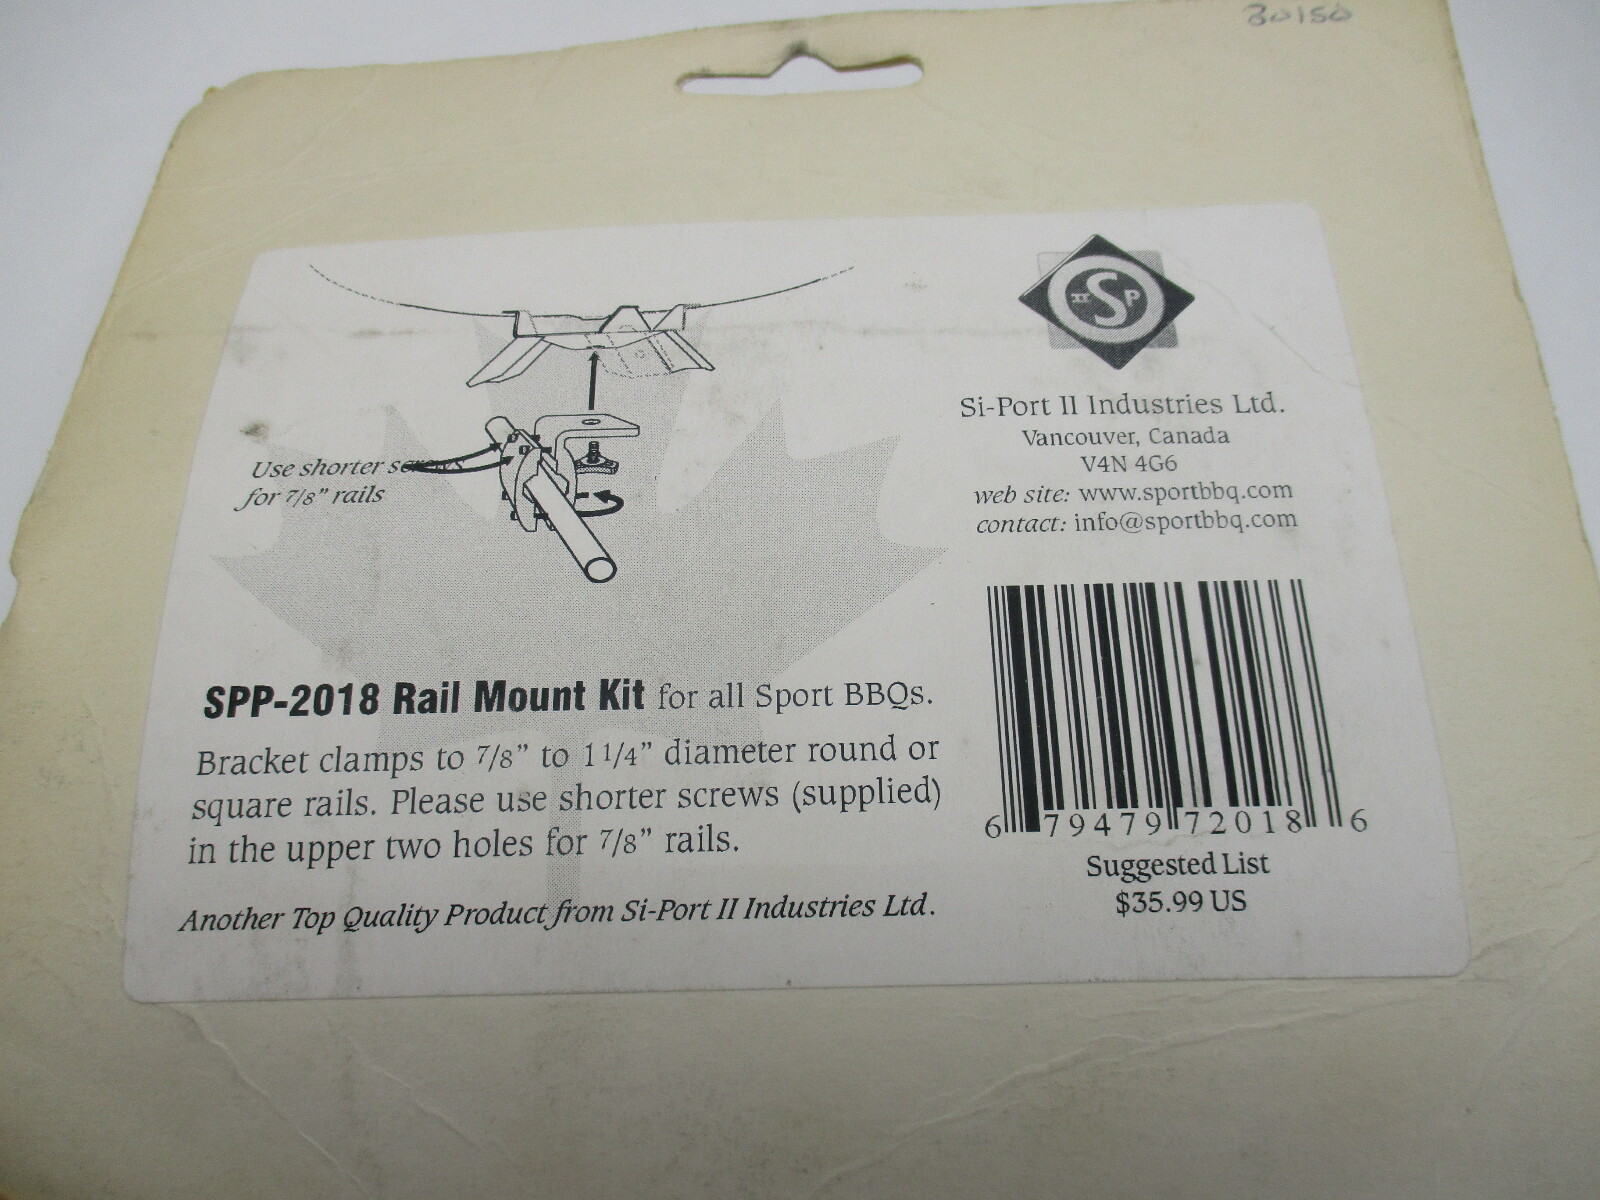 30150
II S P
Si-Port II Industries Ltd.
Vancouver, Canada
V4N 4G6
web site: www.sportbbq.com
contact: info@sportbbq.com
Use shorter screws
for 7/8” rails
SPP-2018 Rail Mount Kit for all Sport BBQs.
Bracket clamps to 7/8” to 1 1/4” diameter round or
square rails. Please use shorter screws (supplied)
in the upper two holes for 7/8” rails.
Another Top Quality Product from Si-Port II Industries Ltd.
6 79479 72018 6
Suggested List
$35.99 US